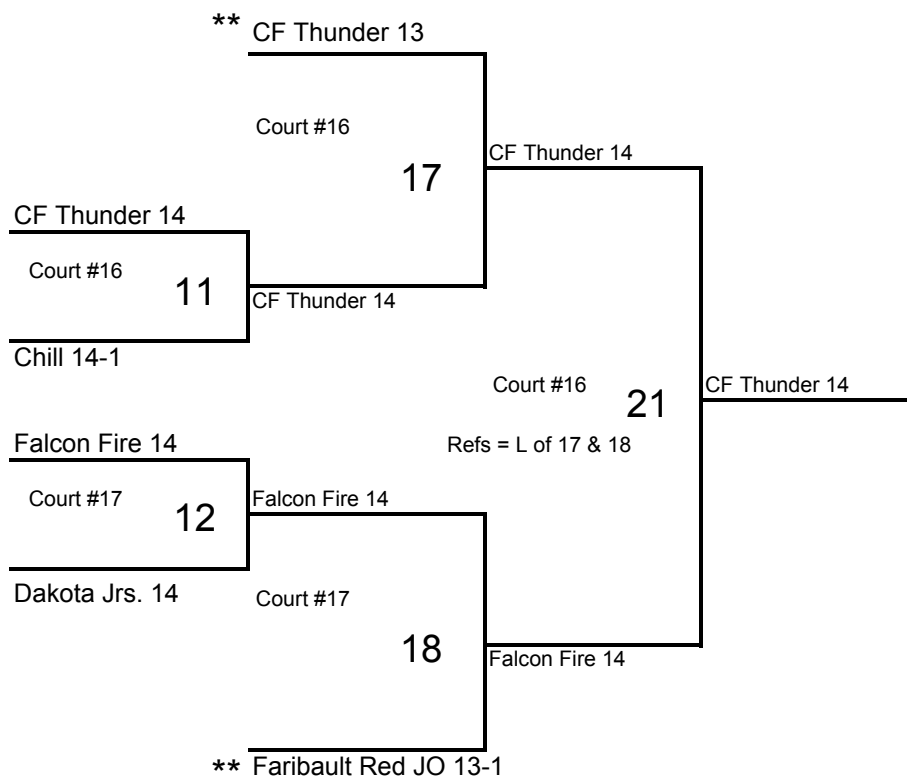 ** CF Thunder 13
Court #16
17
CF Thunder 14
CF Thunder 14
Court #16
11
CF Thunder 14
Chill 14-1
Court #16
21
CF Thunder 14
Refs = L of 17 & 18
Falcon Fire 14
Court #17
12
Falcon Fire 14
Dakota Jrs. 14
Court #17
18
Falcon Fire 14
** Faribault Red JO 13-1